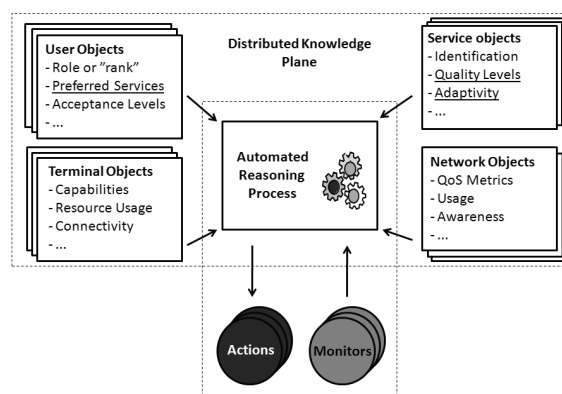 User Objects
- Role or ”rank”
- Preferred Services
- Acceptance Levels
- ...
Distributed Knowledge
Plane
Service objects
- Identification
- Quality Levels
- Adaptivity
- ...
Terminal Objects
- Capabilities
- Resource Usage
- Connectivity
- ...
Automated
Reasoning
Process
Network Objects
- QoS Metrics
- Usage
- Awareness
- ...
Actions
Monitors